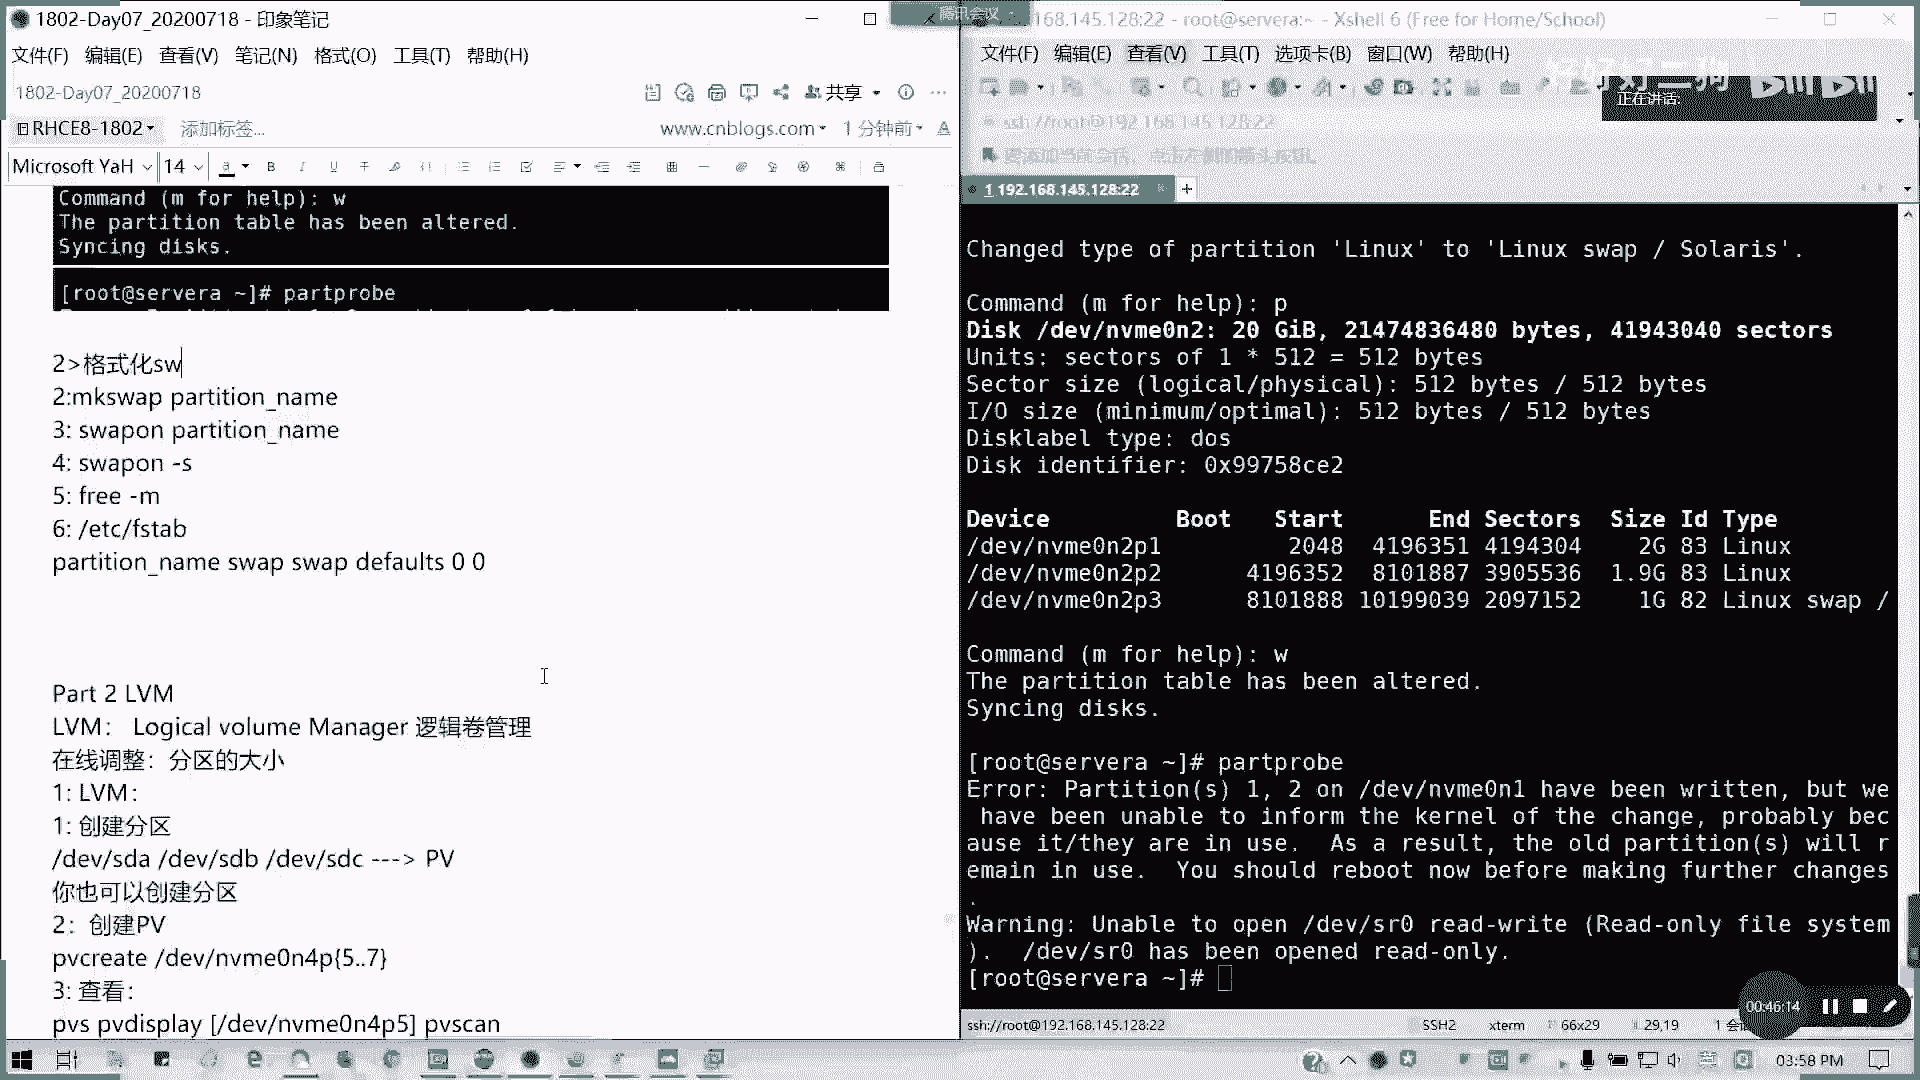 1802-Day07_20200718 - 印象笔记
文件(F) 编辑(E) 查看(V) 笔记(N) 格式(O) 工具(T) 帮助(H)
1802-Day07_20200718
共享
RHCE8-1802
添加标签...
www.cnblogs.com
1 分钟前
Microsoft YaH
14
Command (m for help): w
The partition table has been altered.
Syncing disks.
[root@servera ~]# partprobe
2>格式化sw
2:mkswap partition_name
3: swapon partition_name
4: swapon -s
5: free -m
6: /etc/fstab
partition_name swap swap defaults 0 0
Part 2 LVM
LVM： Logical volume Manager 逻辑卷管理
在线调整：分区的大小
1: LVM：
1: 创建分区
/dev/sda /dev/sdb /dev/sdc ---> PV
你也可以创建分区
2：创建PV
pvcreate /dev/nvme0n4p{5..7}
3: 查看：
pvs pvdisplay [/dev/nvme0n4p5] pvscan
腾讯会议
168.145.128:22 - root@servera:~ - Xshell 6 (Free for Home/School)
文件(F) 编辑(E) 查看(V) 工具(T) 选项卡(B) 窗口(W) 帮助(H)
正在讲话:
ssh://root@192.168.145.128:22
要添加当前会话，点击左侧的箭头按钮。
1 192.168.145.128:22
Changed type of partition 'Linux' to 'Linux swap / Solaris'.
Command (m for help): p
Disk /dev/nvme0n2: 20 GiB, 21474836480 bytes, 41943040 sectors
Units: sectors of 1 * 512 = 512 bytes
Sector size (logical/physical): 512 bytes / 512 bytes
I/O size (minimum/optimal): 512 bytes / 512 bytes
Disklabel type: dos
Disk identifier: 0x99758ce2
Device Boot Start End Sectors Size Id Type
/dev/nvme0n2p1 2048 4196351 4194304 2G 83 Linux
/dev/nvme0n2p2 4196352 8101887 3905536 1.9G 83 Linux
/dev/nvme0n2p3 8101888 10199039 2097152 1G 82 Linux swap /
Command (m for help): w
The partition table has been altered.
Syncing disks.
[root@servera ~]# partprobe
Error: Partition(s) 1, 2 on /dev/nvme0n1 have been written, but we
have been unable to inform the kernel of the change, probably bec
ause it/they are in use.  As a result, the old partition(s) will r
emain in use.  You should reboot now before making further changes
.
Warning: Unable to open /dev/sr0 read-write (Read-only file system
).  /dev/sr0 has been opened read-only.
[root@servera ~]#
00:46:14
ssh://root@192.168.145.128:22
SSH2
xterm
66x29
29,19
03:58 PM